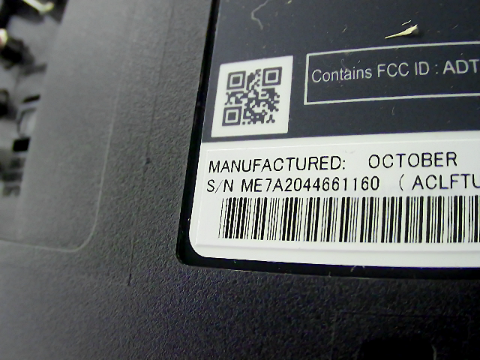 Contains FCC ID : ADT
MANUFACTURED: OCTOBER
S/N ME7A2044661160 ( ACLFTU